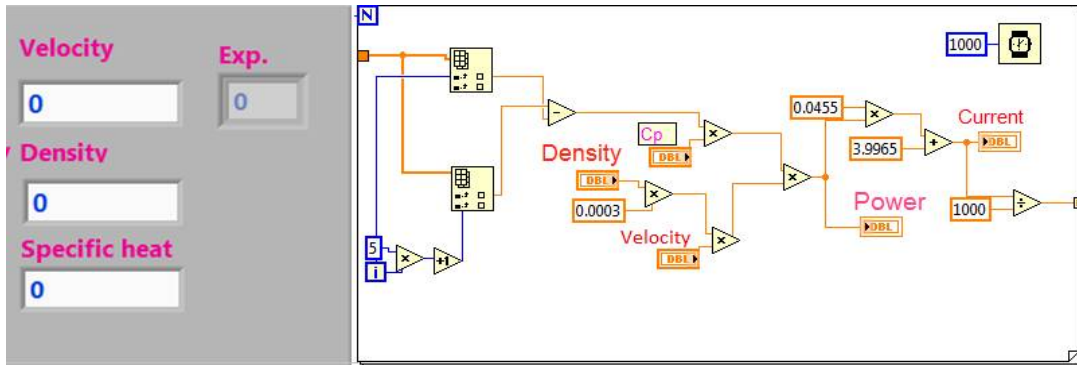 Velocity
Exp.
0
0
Density
0
Specific heat
0
N
1000
0.0455
Cp
Current
DBL
3.9965
Density
DBL
DBL
0.0003
1000
Power
DBL
Velocity
DBL
5
+1
i